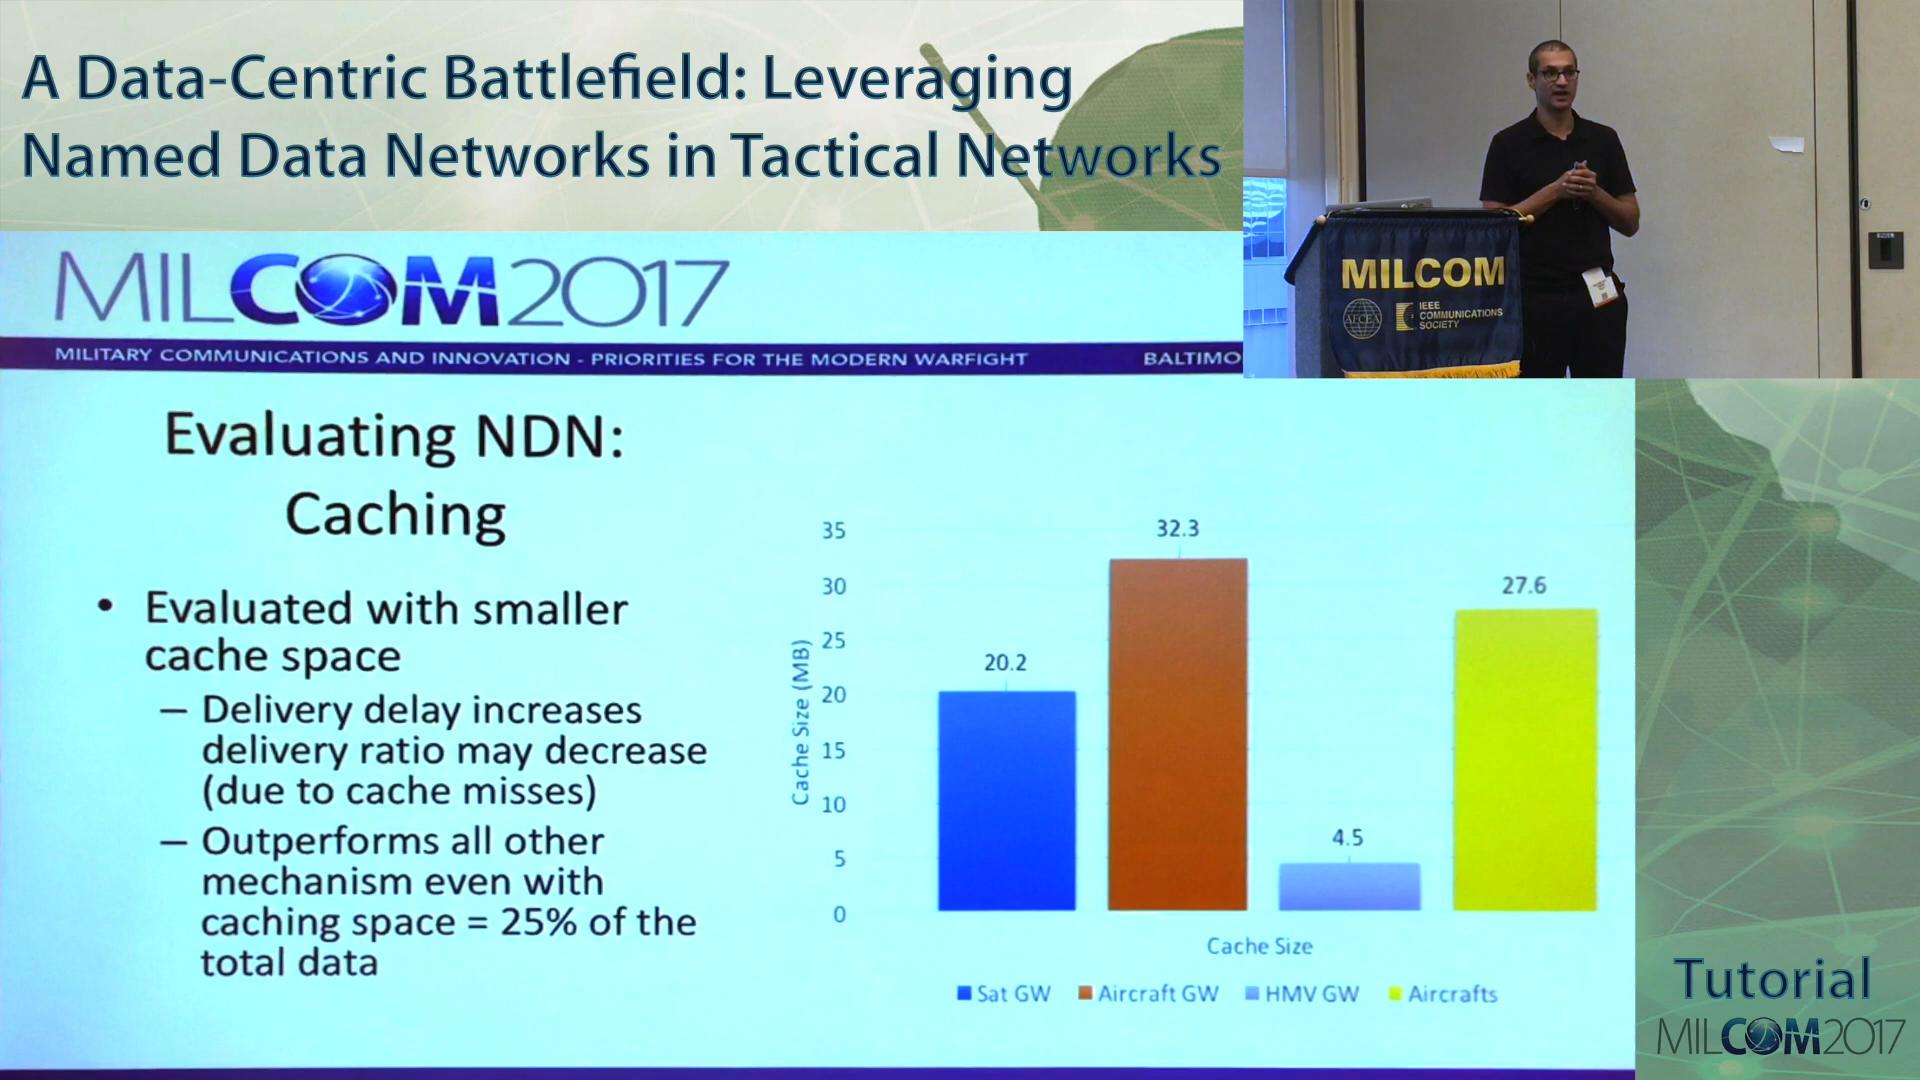 A Data-Centric Battlefield: Leveraging
Named Data Networks in Tactical Networks
MILCOM
AFCEA
IEEE
COMMUNICATIONS
SOCIETY
MILCOM2017
MILITARY COMMUNICATIONS AND INNOVATION - PRIORITIES FOR THE MODERN WARFIGHT
BALTIMO
Evaluating NDN:
Caching
• Evaluated with smaller
cache space
– Delivery delay increases
delivery ratio may decrease
(due to cache misses)
– Outperforms all other
mechanism even with
caching space = 25% of the
total data
Cache Size (MB)
35
30
25
20
15
10
5
0
20.2
32.3
4.5
27.6
Cache Size
Sat GW Aircraft GW HMV GW Aircrafts
Tutorial
MILCOM2017